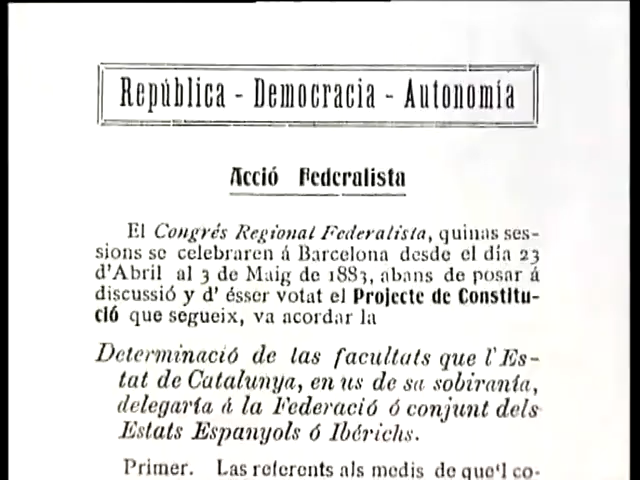 República - Democracia - Autonomía
Acció Federalista
El Congrés Regional Federalista, quinas ses-
sions se celebraren á Barcelona desde el día 23
d'Abril al 3 de Maig de 1883, abans de posar á
discussió y d' ésser votat el Projecte de Constitu-
ció que segueix, va acordar la
Determinació de las facultats que l'Es-
tat de Catalunya, en us de sa sobiranía,
delegaría á la Federació ó conjunt dels
Estats Espanyols ó Ibérichs.
Primer. Las referents als medis de que'l co-